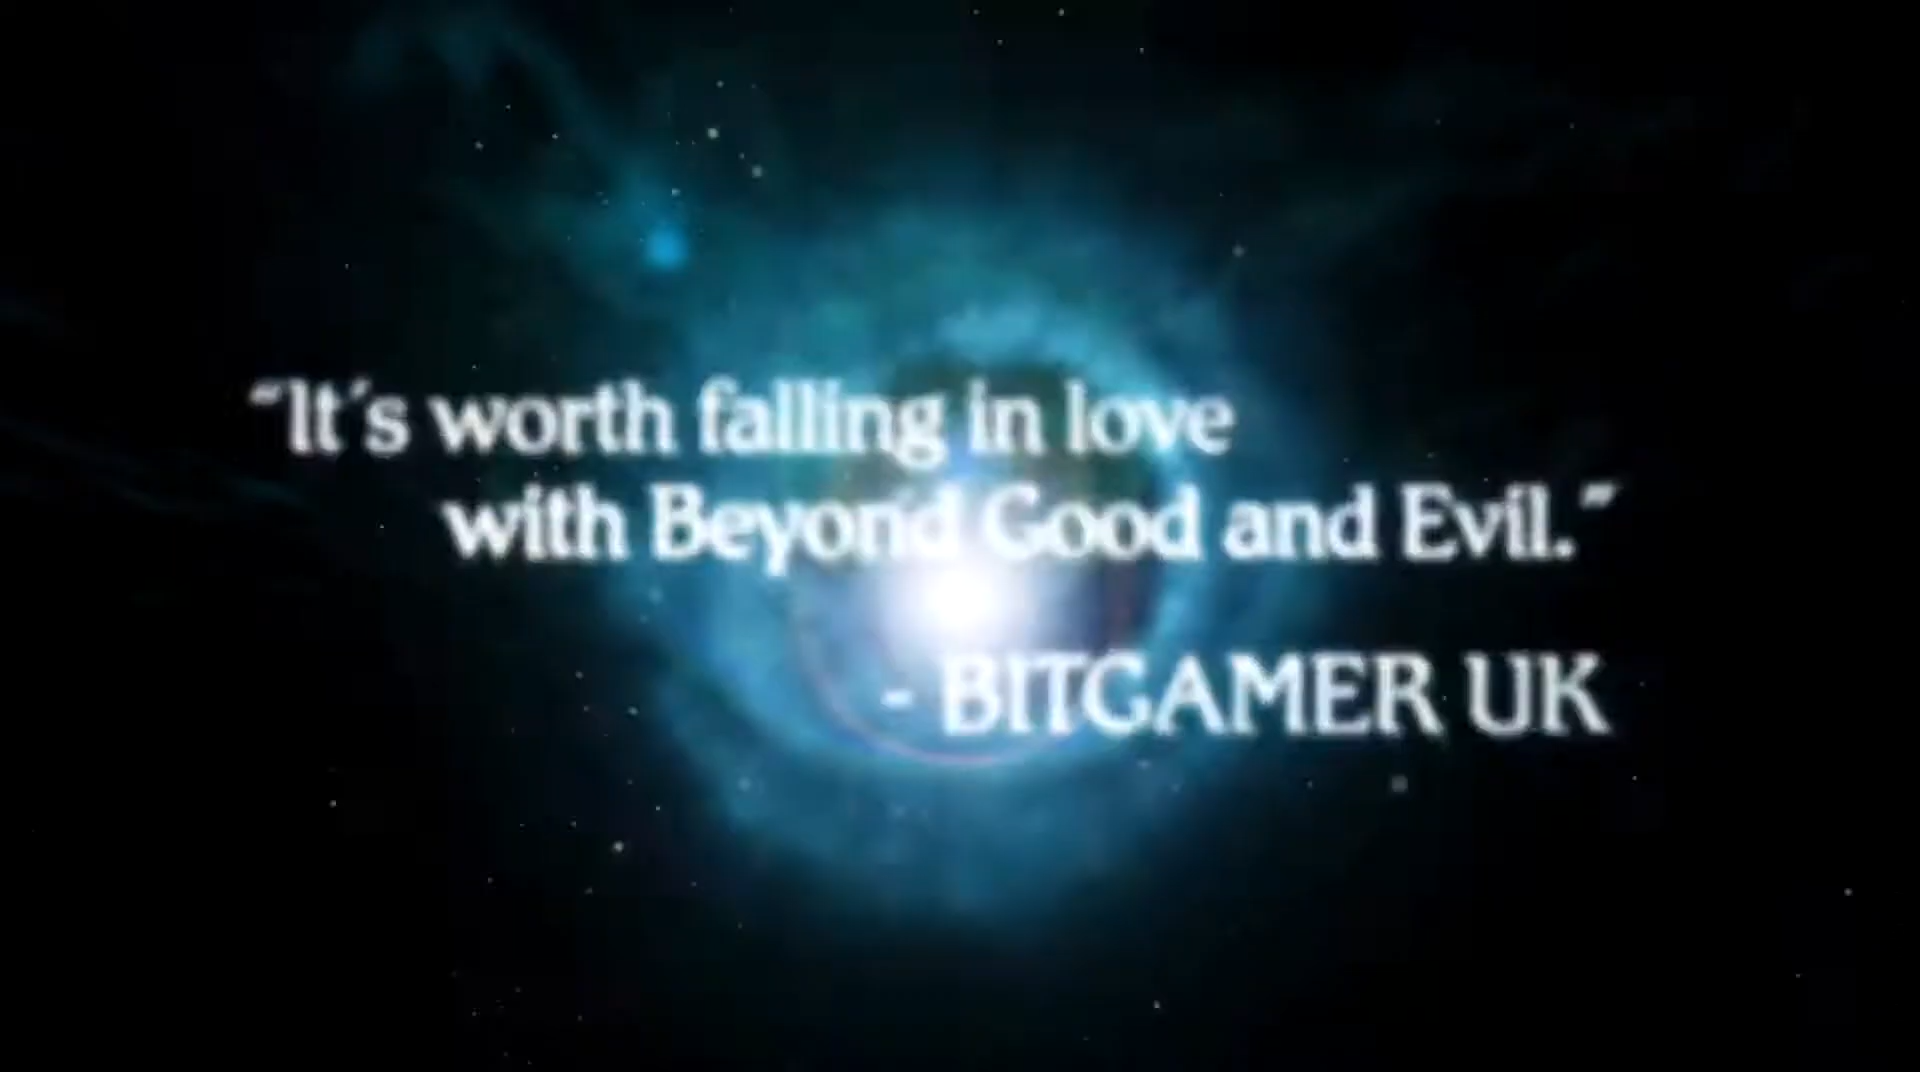 “It's worth falling in love
with Beyond Good and Evil.”
- BITGAMER UK